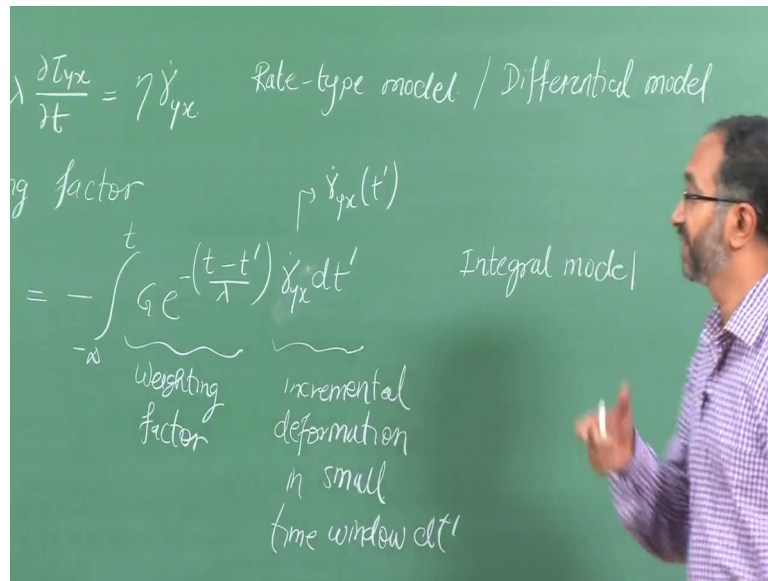 λ ∂τyx/∂t = η γ̇yx Rate-type model / Differential model
ng factor
γ̇yx(t')
= - ∫ t -∞ G e^-((t-t')/λ) γ̇yx dt' Integral model
weighting incremental
factor deformation
in small
time window dt'